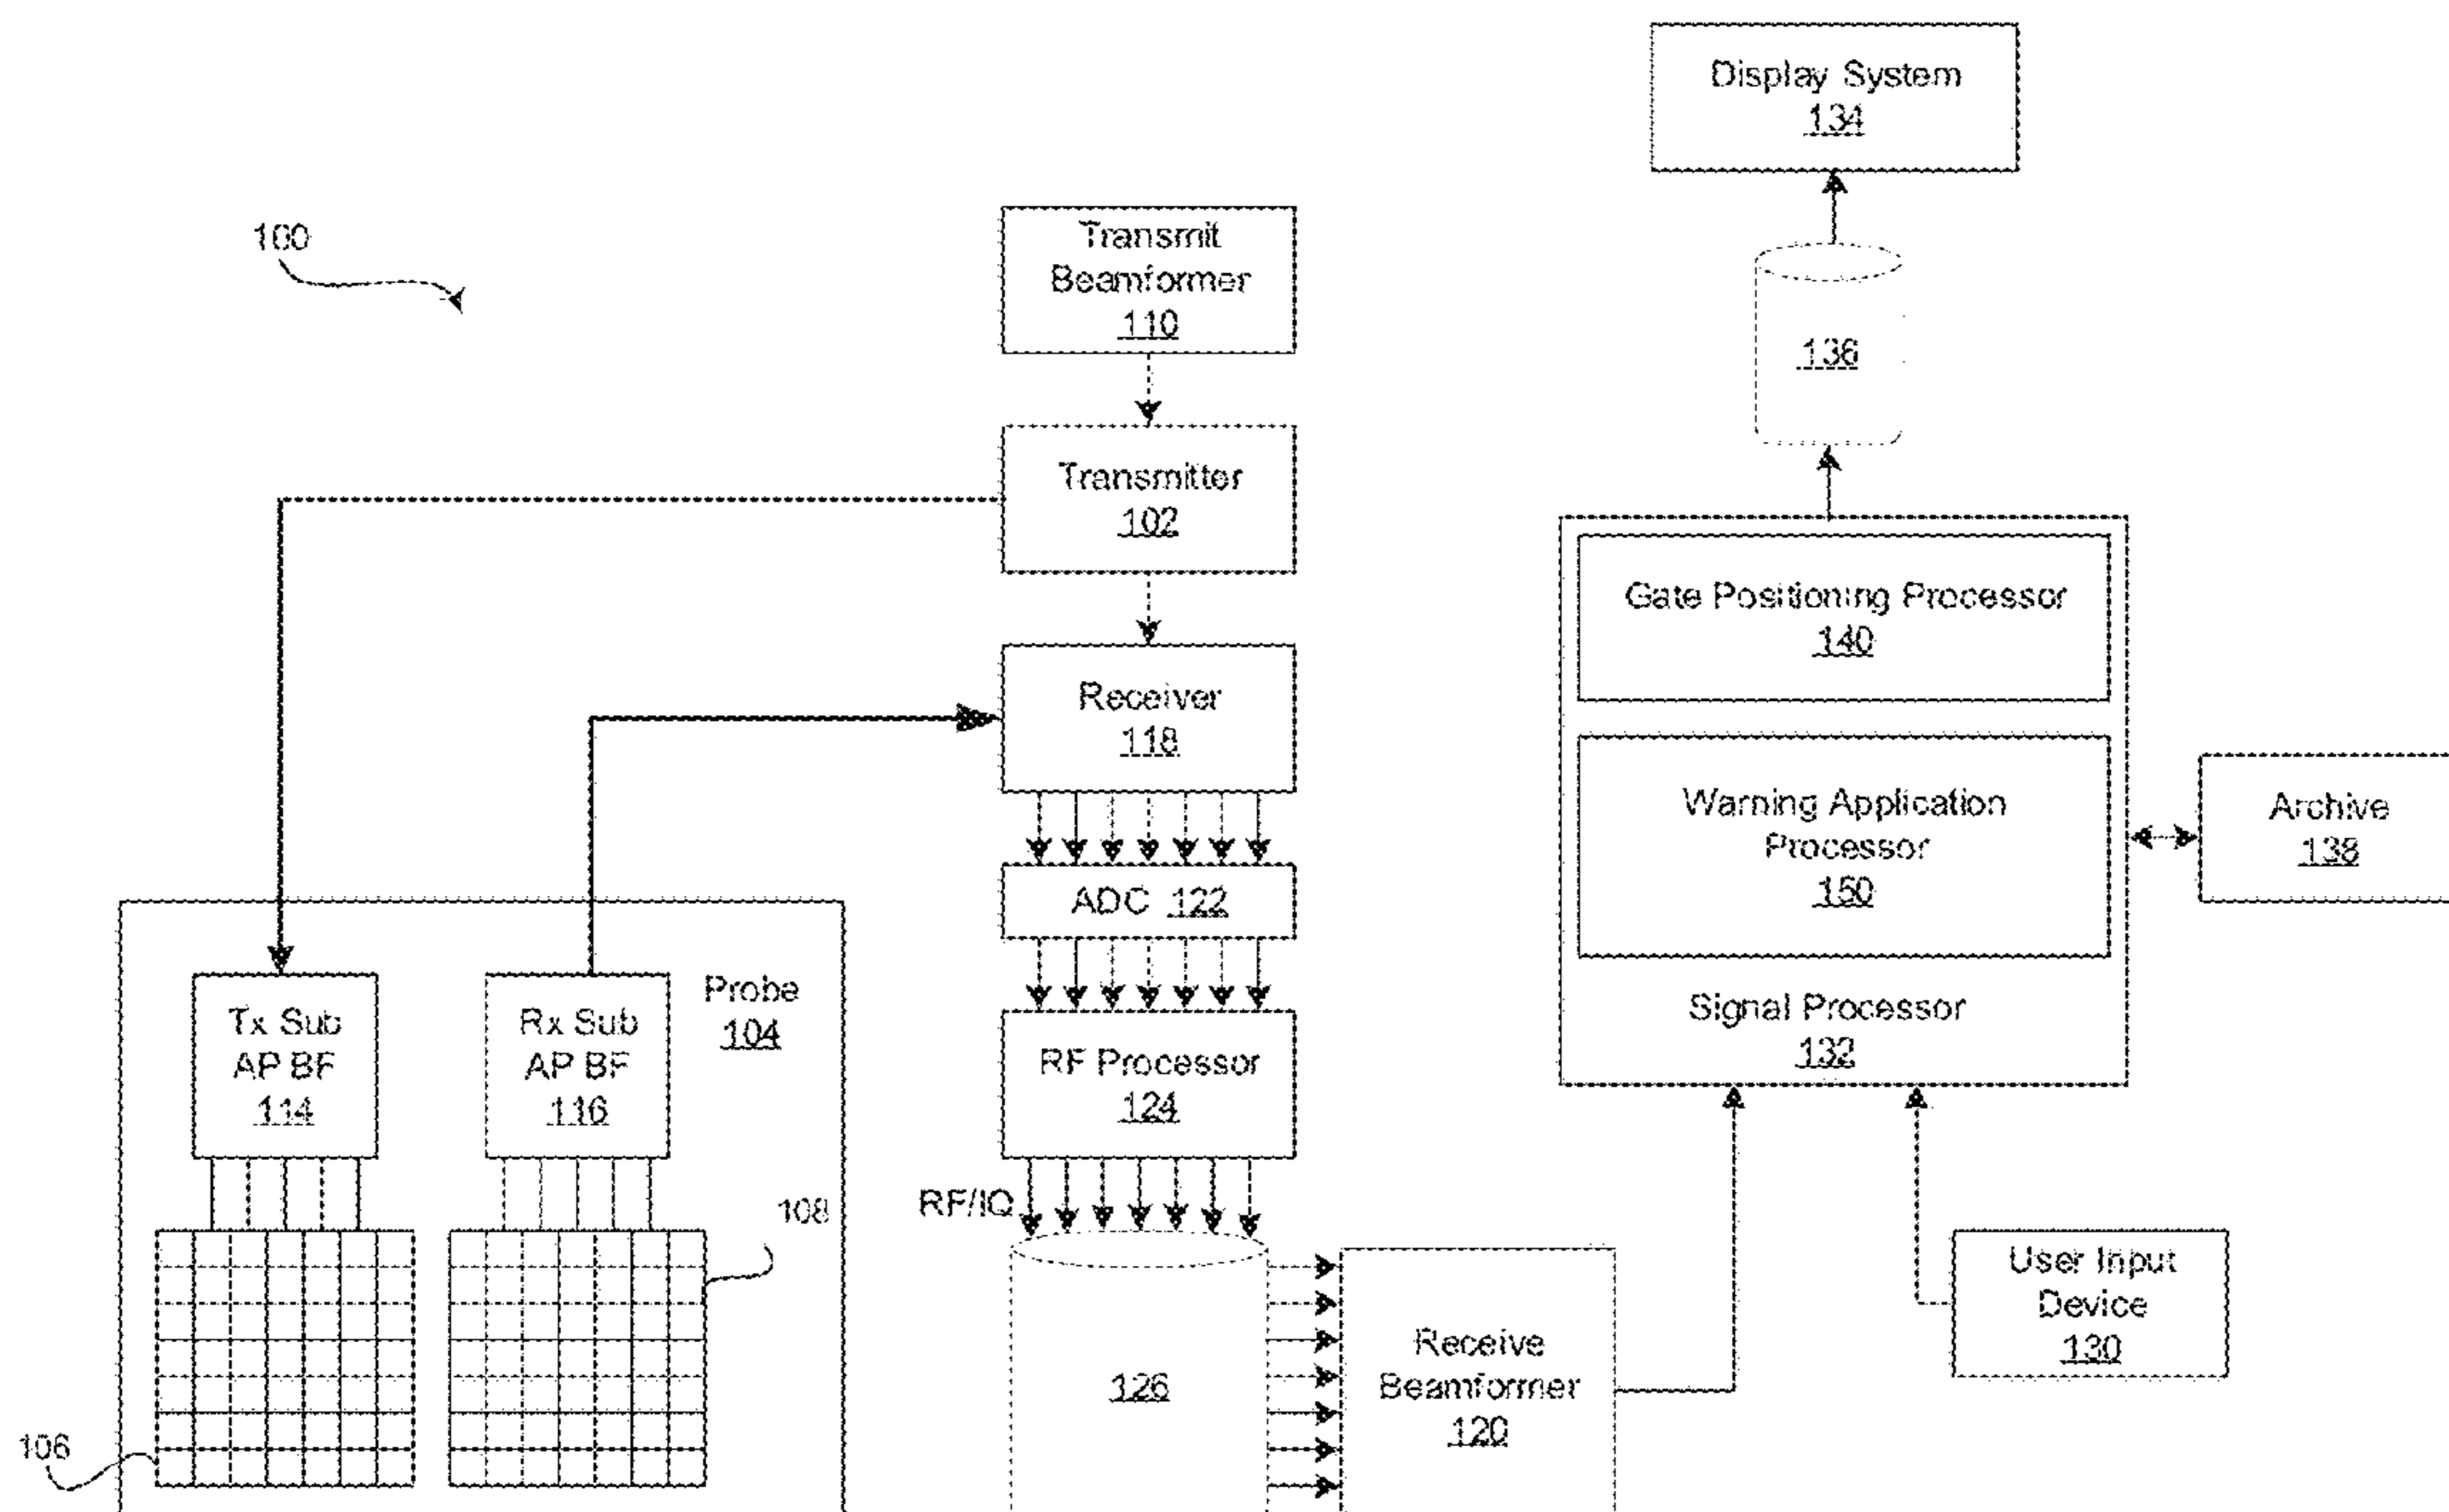 Display System
134
100
Transmit
Beamformer
110
136
Transmitter
102
Gate Positioning Processor
140
Receiver
118
Warning Application
Processor
150
Archive
138
ADC 122
Probe
104
Tx Sub
AP BF
114
Rx Sub
AP BF
116
RF Processor
124
Signal Processor
132
108
RF/IQ
User Input
Device
130
126
Receive
Beamformer
120
106